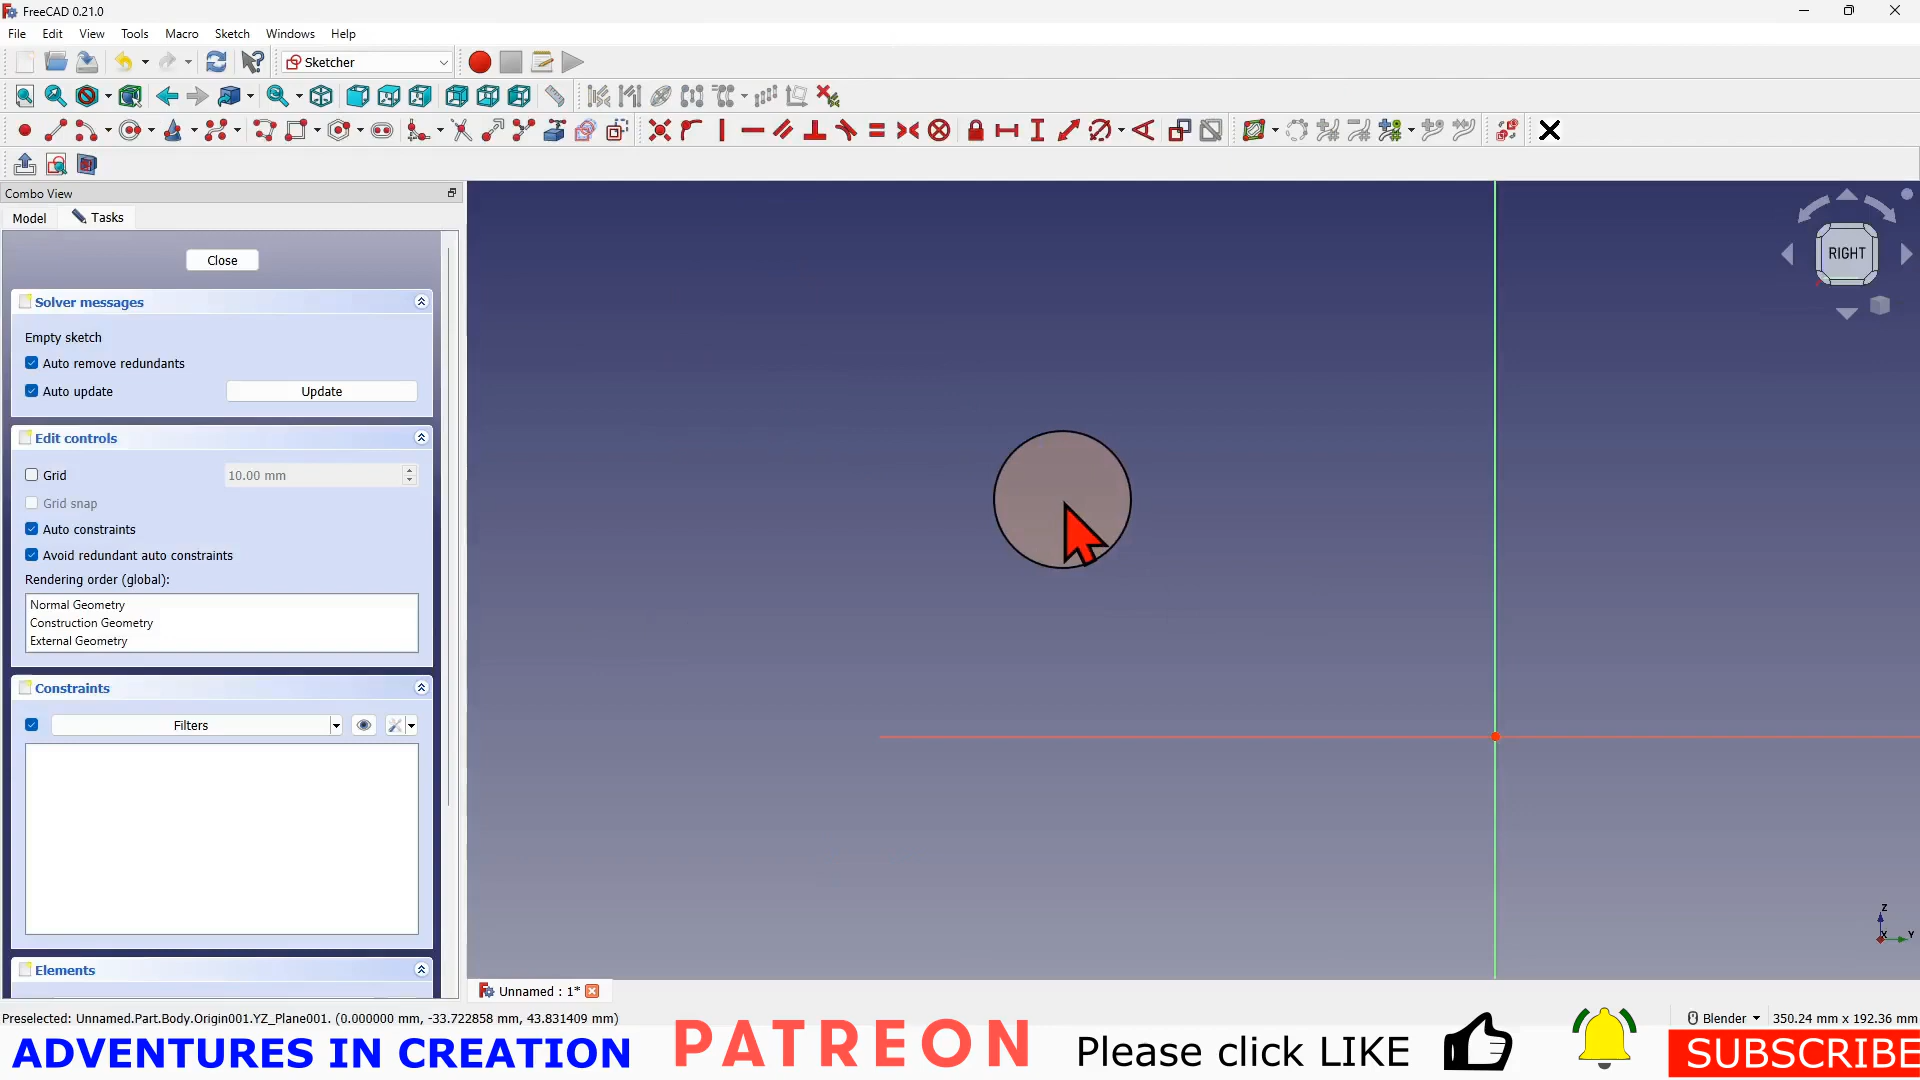 FreeCAD 0.21.0
File Edit View Tools Macro Sketch Windows Help
Sketcher
Combo View
Model Tasks
Close
Solver messages
Empty sketch
Auto remove redundants
Auto update Update
Edit controls
Grid 10.00 mm
Grid snap
Auto constraints
Avoid redundant auto constraints
Rendering order (global):
Normal Geometry
Construction Geometry
External Geometry
Constraints
Filters
Elements
RIGHT
Z
X
Y
Unnamed : 1*
Preselected: Unnamed.Part.Body.Origin001.YZ_Plane001. (0.000000 mm, -33.722858 mm, 43.831409 mm)
Blender 350.24 mm x 192.36 mm
ADVENTURES IN CREATION
PATREON
Please click LIKE
SUBSCRIBE